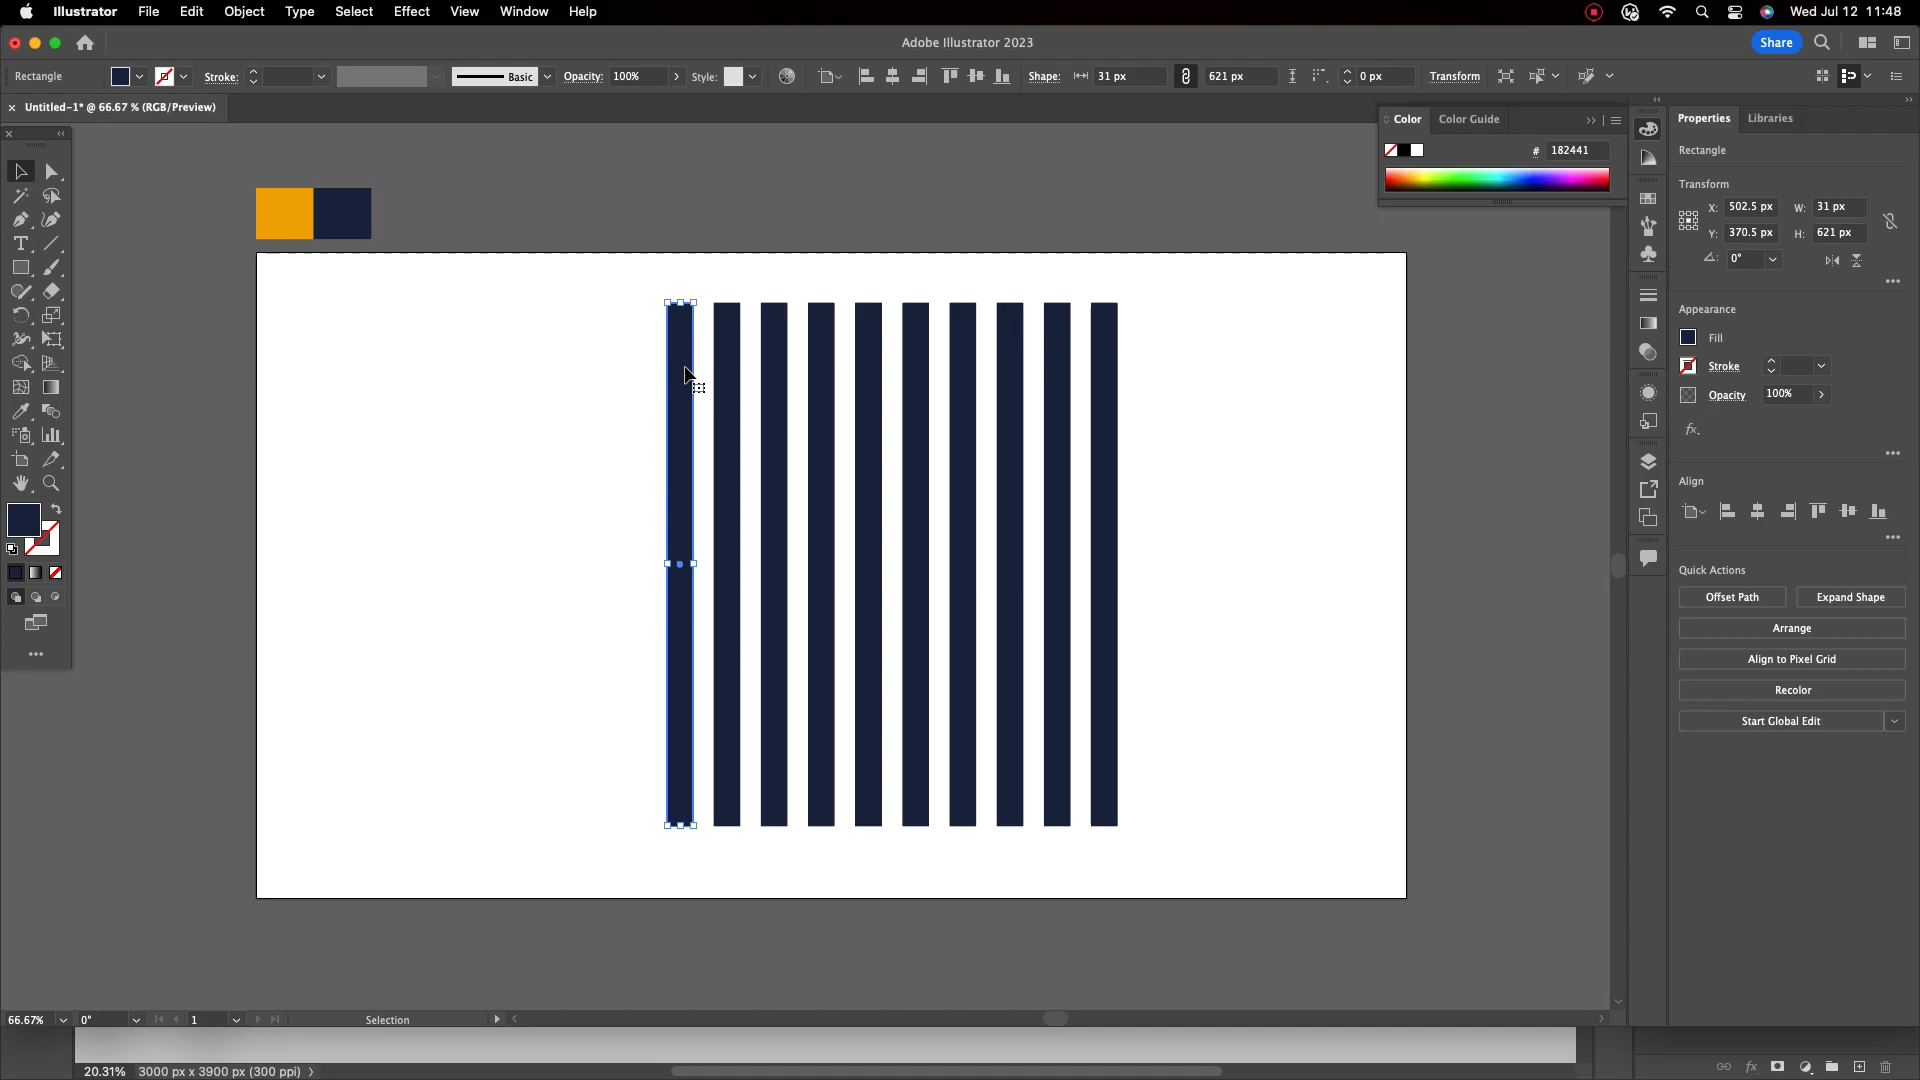 Illustrator File Edit Object Type Select Effect View Window Help Wed Jul 12 11:48
Adobe Illustrator 2023 Share
Rectangle Stroke: Basic Opacity: 100% Style: Shape: 31 px 621 px 0 px Transform
Untitled-1* @ 66.67 % (RGB/Preview)
Color Color Guide
# 182441
Properties Libraries
Rectangle
Transform
X: 502.5 px W: 31 px
Y: 370.5 px H: 621 px
0°
Appearance
Fill
Stroke
Opacity 100%
fx.
Align
Quick Actions
Offset Path Expand Shape
Arrange
Align to Pixel Grid
Recolor
Start Global Edit
66.67% 0° 1 Selection
20.31% 3000 px x 3900 px (300 ppi)
fx